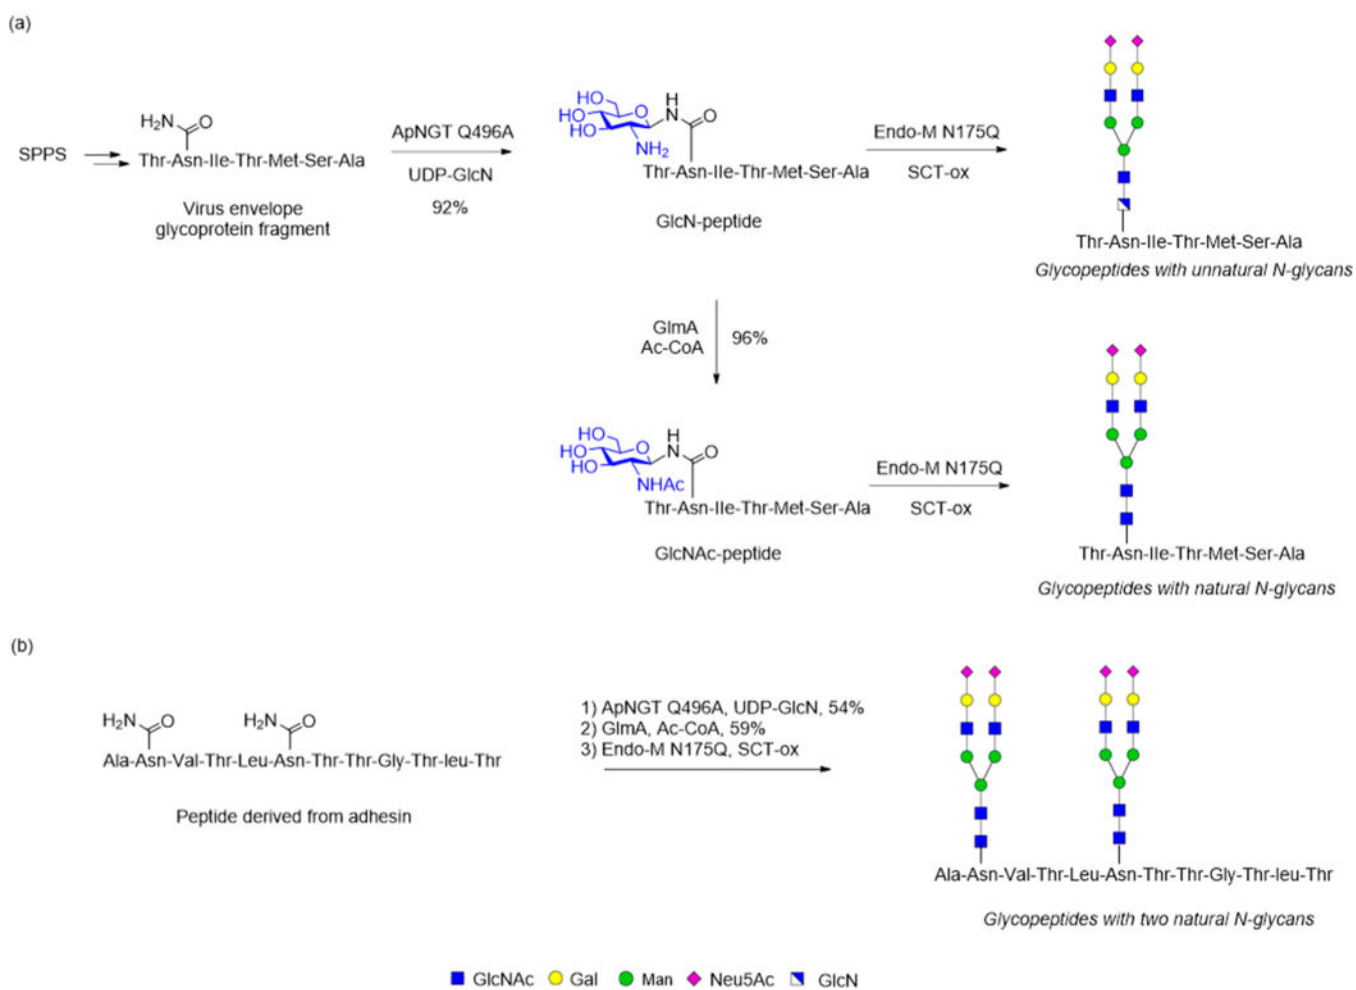 (a)
H₂N
O
SPPS
Thr-Asn-Ile-Thr-Met-Ser-Ala
Virus envelope
glycoprotein fragment
ApNGT Q496A
UDP-GlcN
92%
HO
HO
HO
O
NH₂
H
N
O
Thr-Asn-Ile-Thr-Met-Ser-Ala
GlcN-peptide
Endo-M N175Q
SCT-ox
Thr-Asn-Ile-Thr-Met-Ser-Ala
Glycopeptides with unnatural N-glycans
GlmA
Ac-CoA
96%
HO
HO
HO
O
NHAc
H
N
O
Thr-Asn-Ile-Thr-Met-Ser-Ala
GlcNAc-peptide
Endo-M N175Q
SCT-ox
Thr-Asn-Ile-Thr-Met-Ser-Ala
Glycopeptides with natural N-glycans
(b)
H₂N
O
H₂N
O
Ala-Asn-Val-Thr-Leu-Asn-Thr-Thr-Gly-Thr-leu-Thr
Peptide derived from adhesin
1) ApNGT Q496A, UDP-GlcN, 54%
2) GlmA, Ac-CoA, 59%
3) Endo-M N175Q, SCT-ox
Ala-Asn-Val-Thr-Leu-Asn-Thr-Thr-Gly-Thr-leu-Thr
Glycopeptides with two natural N-glycans
GlcNAc Gal Man Neu5Ac GlcN